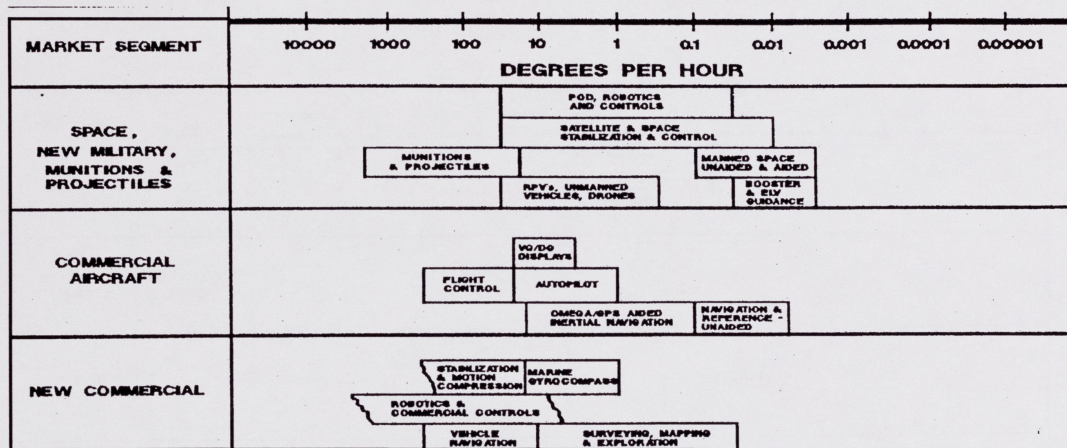 MARKET SEGMENT
10000 1000 100 10 1 0.1 0.01 0.001 0.0001 0.00001
DEGREES PER HOUR
SPACE,
NEW MILITARY,
MUNITIONS &
PROJECTILES
POD, ROBOTICS
AND CONTROLS
SATELLITE & SPACE
STABILIZATION & CONTROL
MUNITIONS
& PROJECTILES
MANNED SPACE
UNAIDED & AIDED
RPV's, UNMANNED
VEHICLES, DRONES
BOOSTER
& ELV
GUIDANCE
COMMERCIAL
AIRCRAFT
VG/DG
DISPLAYS
FLIGHT
CONTROL
AUTOPILOT
OMEGA/GPS AIDED
INERTIAL NAVIGATION
NAVIGATION &
REFERENCE -
UNAIDED
NEW COMMERCIAL
STABILIZATION
& MOTION
COMPRESSION
MARINE
GYROCOMPASS
ROBOTICS &
COMMERCIAL CONTROLS
VEHICLE
NAVIGATION
SURVEYING, MAPPING
& EXPLORATION